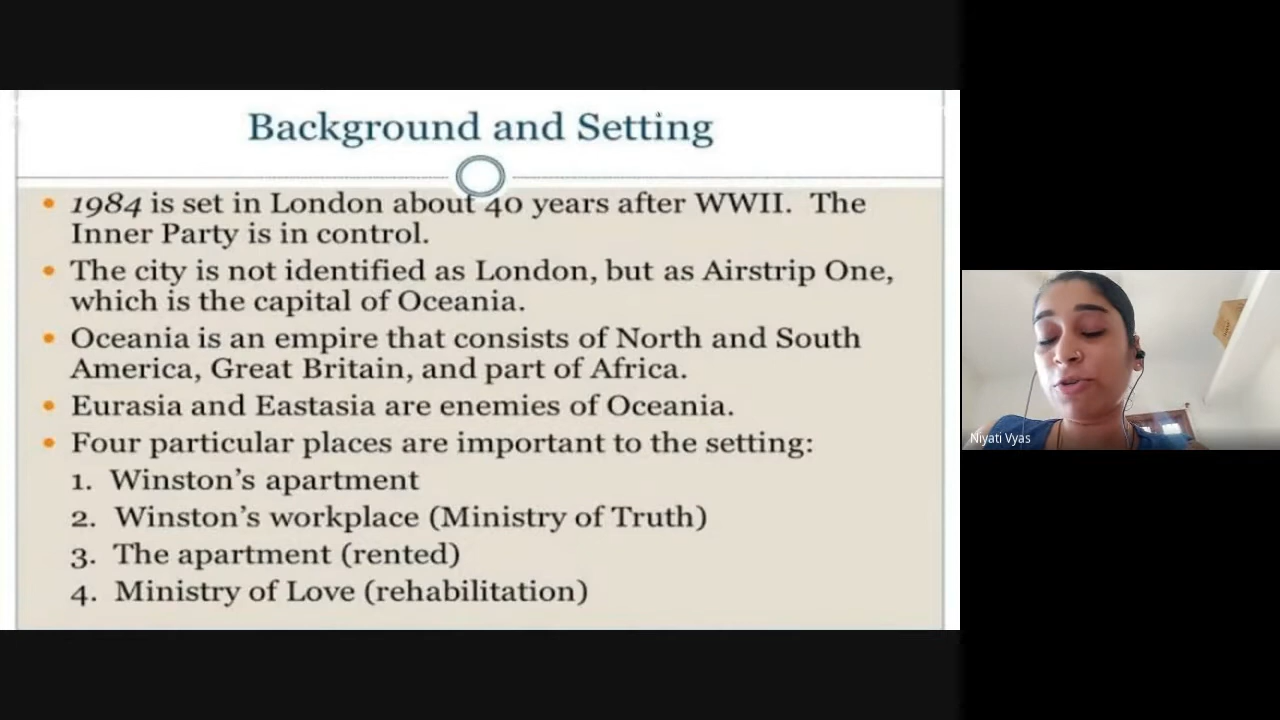 Background and Setting
1984 is set in London about 40 years after WWII. The
Inner Party is in control.
The city is not identified as London, but as Airstrip One,
which is the capital of Oceania.
Oceania is an empire that consists of North and South
America, Great Britain, and part of Africa.
Eurasia and Eastasia are enemies of Oceania.
Four particular places are important to the setting:
1. Winston's apartment
2. Winston's workplace (Ministry of Truth)
3. The apartment (rented)
4. Ministry of Love (rehabilitation)
Niyati Vyas